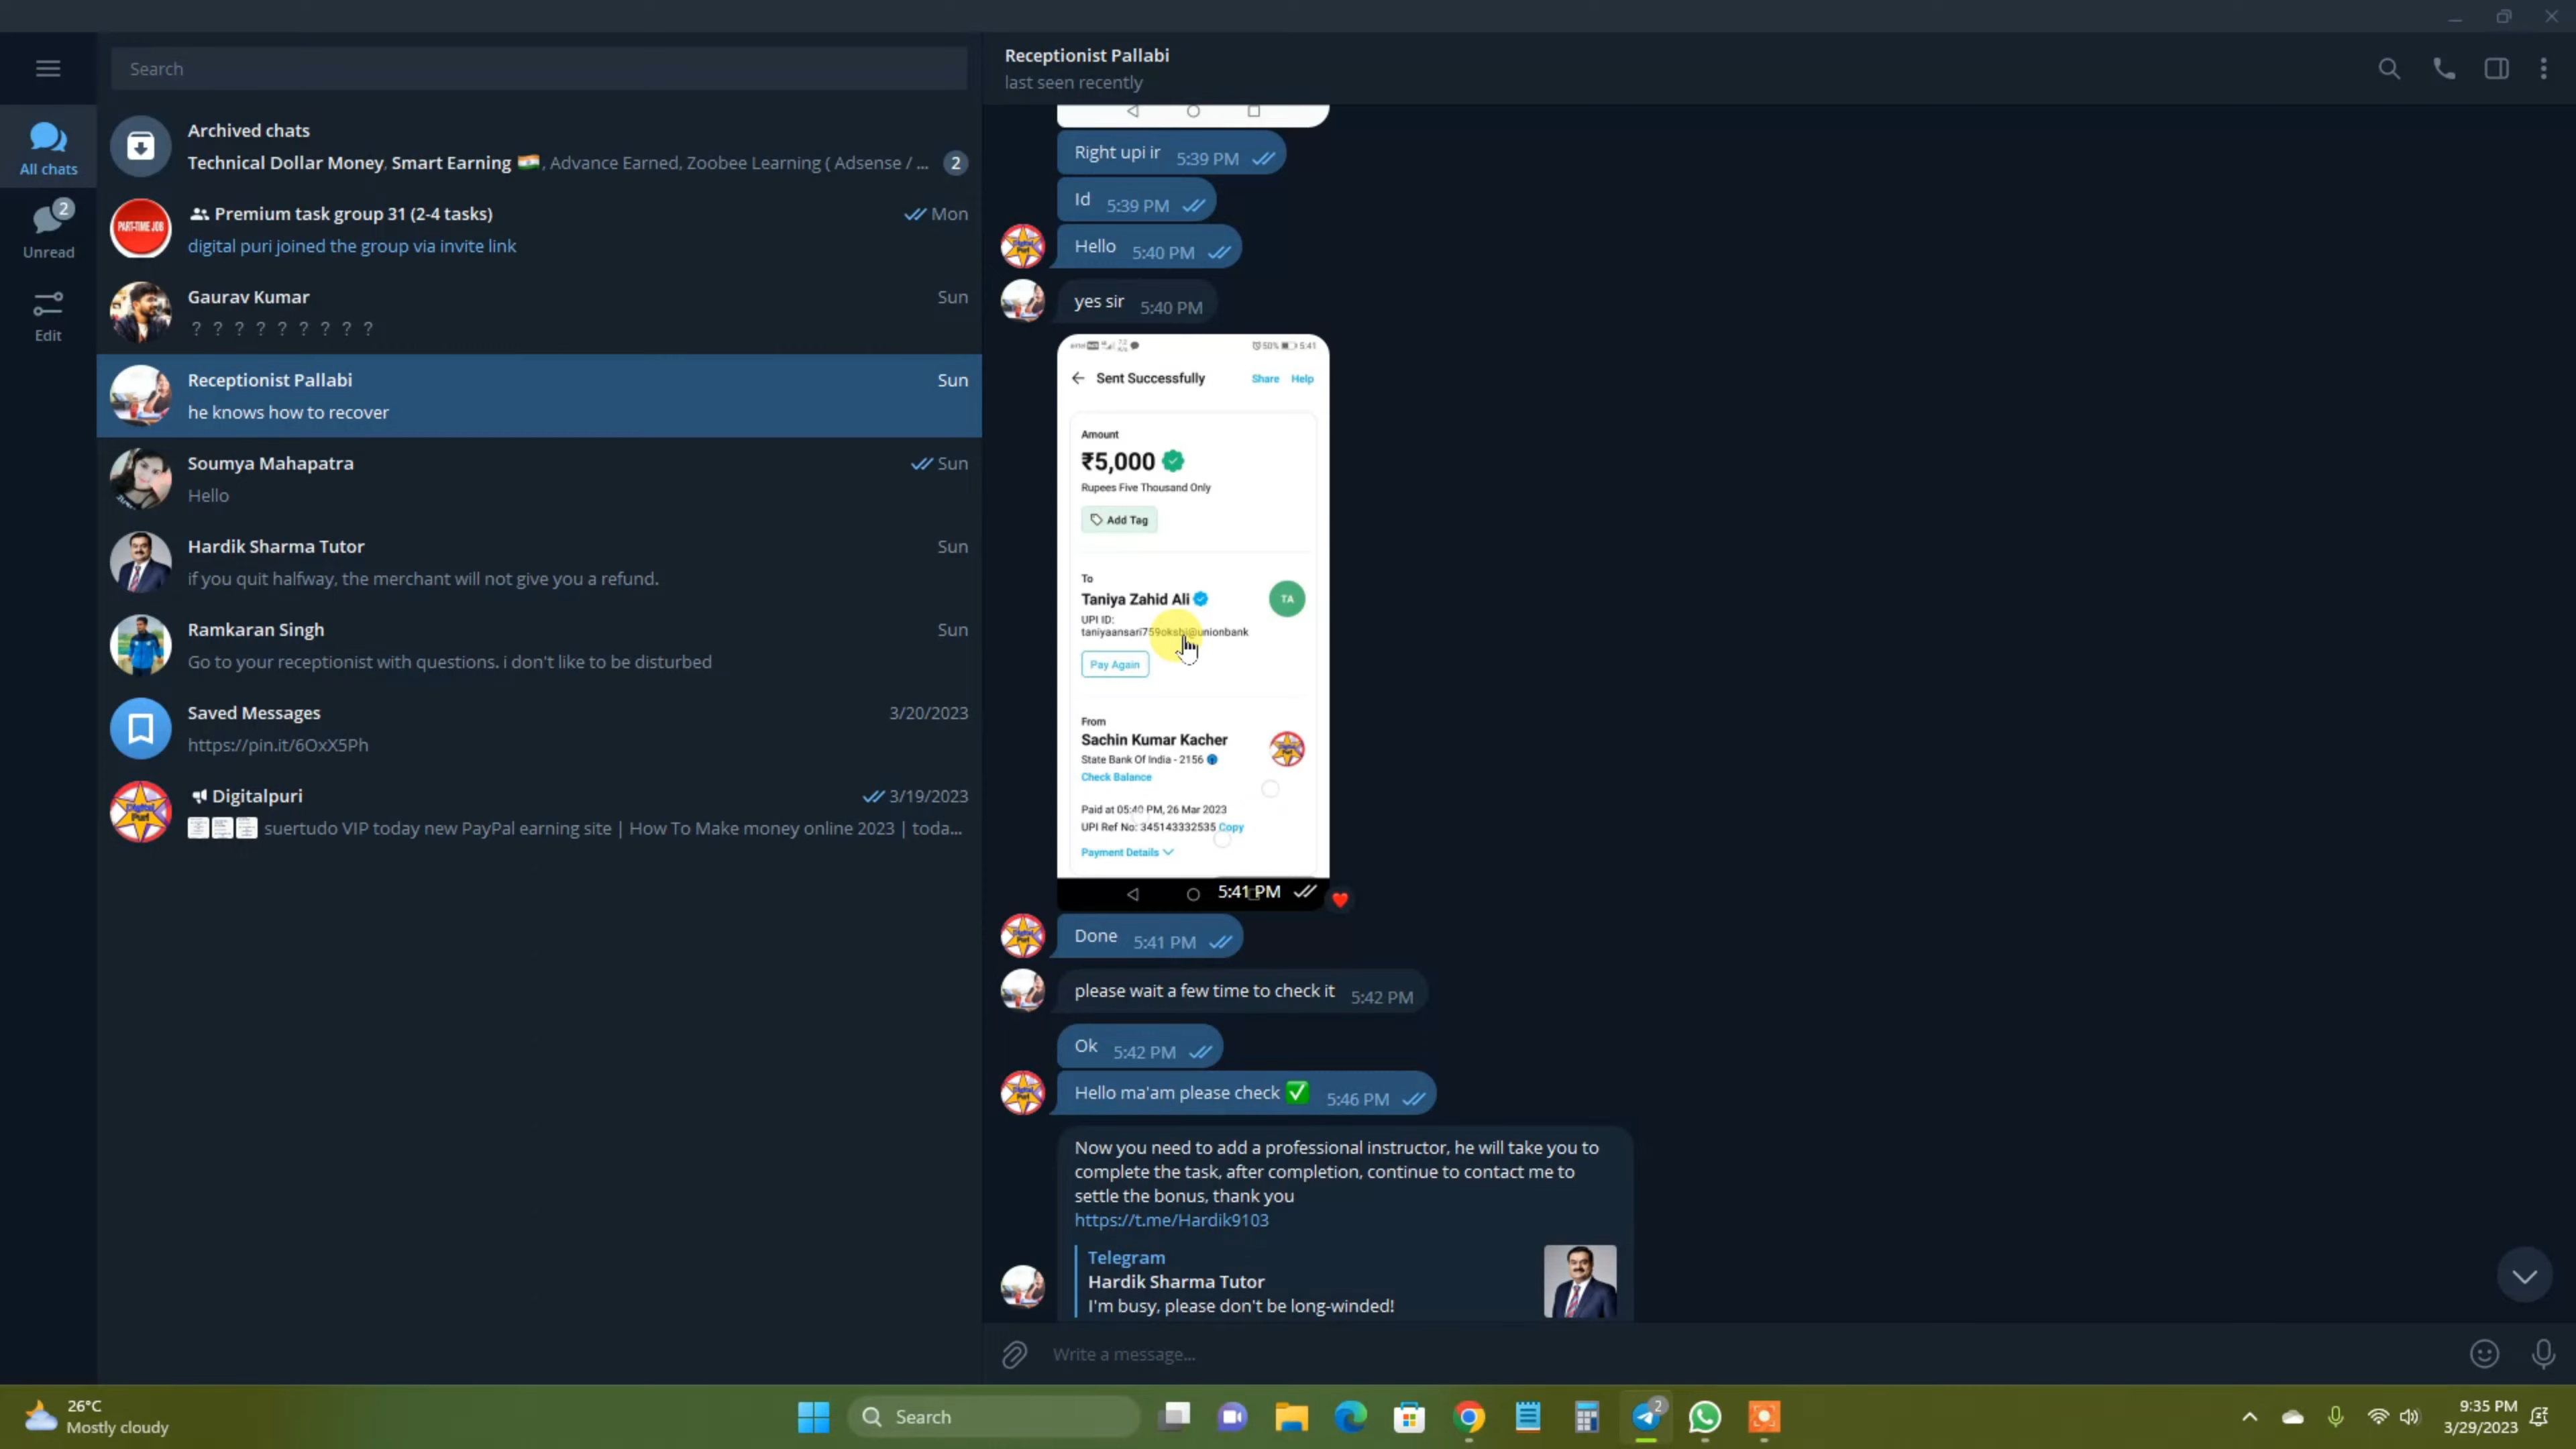 Search
Archived chats
Technical Dollar Money, Smart Earning 🇮🇳, Advance Earned, Zoobee Learning ( Adsense / ...
2
All chats
2
Unread
Edit
Premium task group 31 (2-4 tasks)
Mon
digital puri joined the group via invite link
PART-TIME JOB
Gaurav Kumar
Sun
? ? ? ? ? ? ? ? ?
Receptionist Pallabi
Sun
he knows how to recover
Soumya Mahapatra
Sun
Hello
Hardik Sharma Tutor
Sun
if you quit halfway, the merchant will not give you a refund.
Ramkaran Singh
Sun
Go to your receptionist with questions. i don't like to be disturbed
Saved Messages
3/20/2023
https://pin.it/6OxX5Ph
Digitalpuri
3/19/2023
suertudo VIP today new PayPal earning site | How To Make money online 2023 | toda...
Receptionist Pallabi
last seen recently
Right upi ir 5:39 PM
Id 5:39 PM
Hello 5:40 PM
yes sir 5:40 PM
50% 5:41
Sent Successfully
Share Help
Amount
₹5,000
Rupees Five Thousand Only
Add Tag
To
Taniya Zahid Ali
TA
UPI ID:
taniyaansari759oksbi@unionbank
Pay Again
From
Sachin Kumar Kacher
State Bank Of India - 2156
Check Balance
Paid at 05:40 PM, 26 Mar 2023
UPI Ref No: 345143332535 Copy
Payment Details
5:41 PM
Done 5:41 PM
please wait a few time to check it 5:42 PM
Ok 5:42 PM
Hello ma'am please check ✅ 5:46 PM
Now you need to add a professional instructor, he will take you to
complete the task, after completion, continue to contact me to
settle the bonus, thank you
https://t.me/Hardik9103
Telegram
Hardik Sharma Tutor
I'm busy, please don't be long-winded!
Write a message...
26°C
Mostly cloudy
Search
2
9:35 PM
3/29/2023